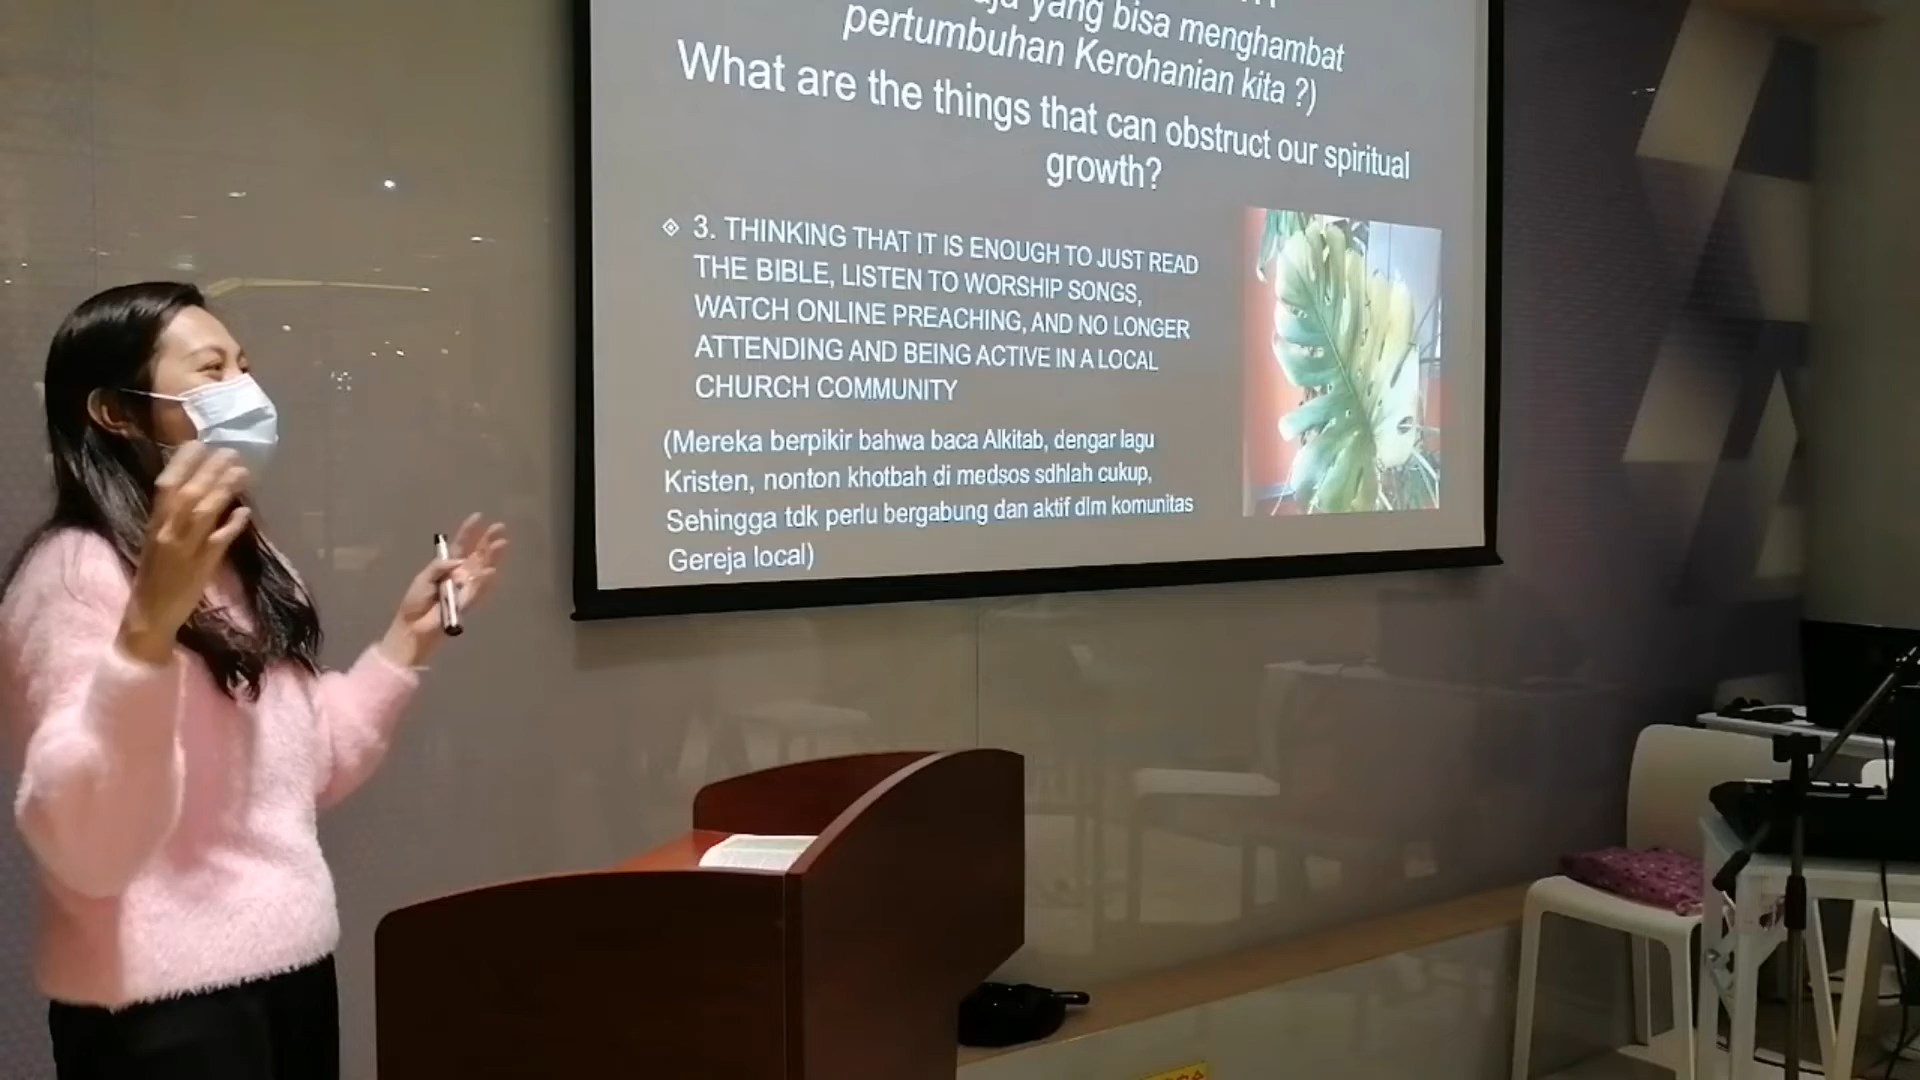 yang bisa menghambat
pertumbuhan Kerohanian kita ?)
What are the things that can obstruct our spiritual
growth?
3. THINKING THAT IT IS ENOUGH TO JUST READ
THE BIBLE, LISTEN TO WORSHIP SONGS,
WATCH ONLINE PREACHING, AND NO LONGER
ATTENDING AND BEING ACTIVE IN A LOCAL
CHURCH COMMUNITY
(Mereka berpikir bahwa baca Alkitab, dengar lagu
Kristen, nonton khotbah di medsos sdhlah cukup,
Sehingga tdk perlu bergabung dan aktif dlm komunitas
Gereja local)